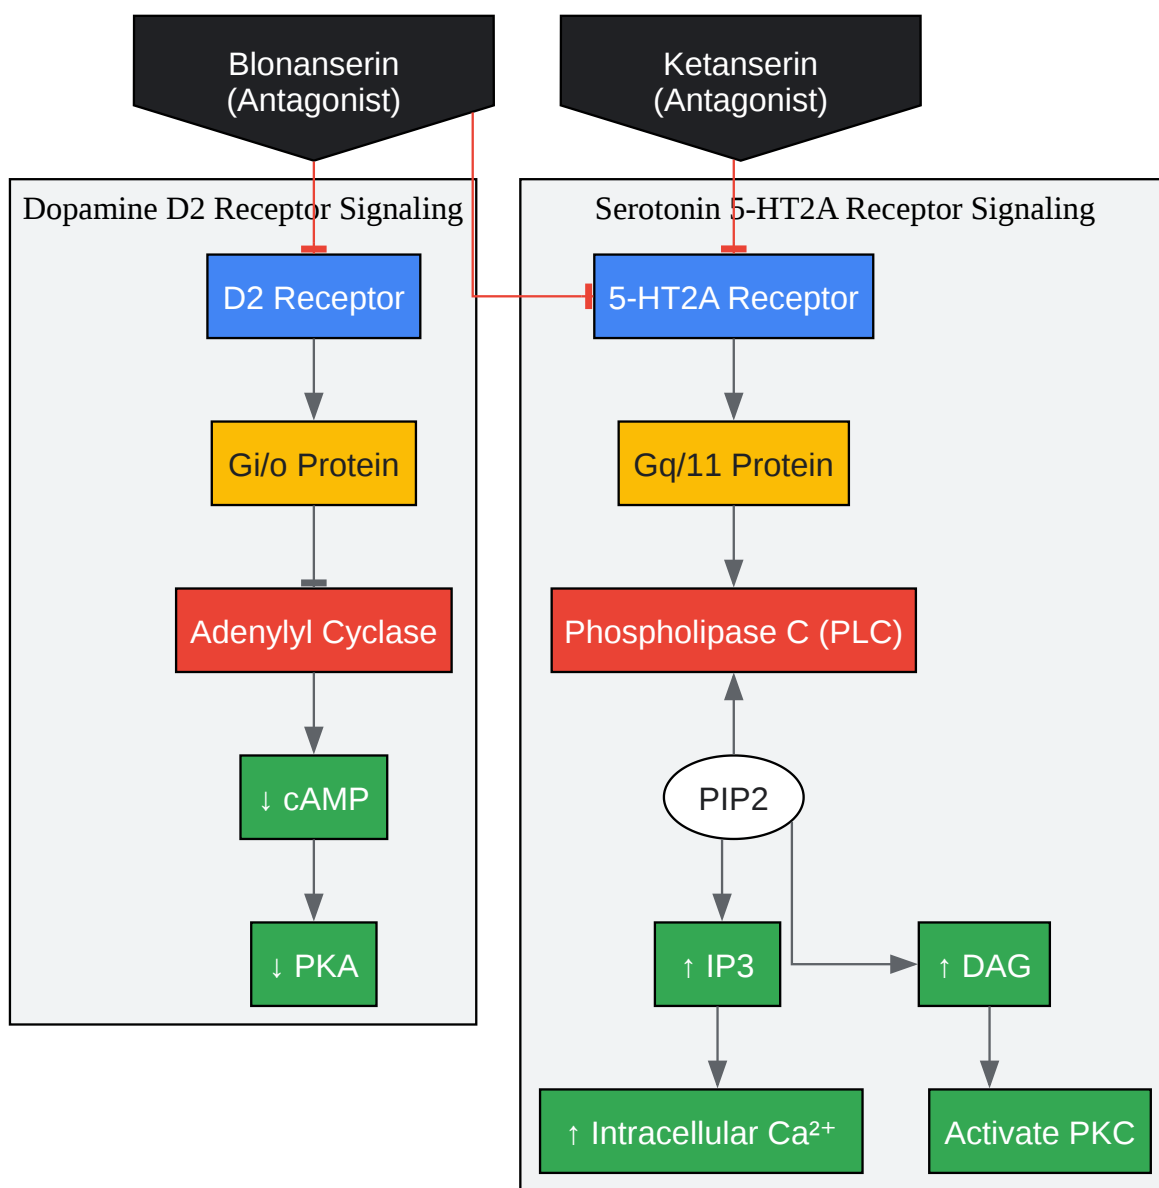 Blonanserin
(Antagonist)
Ketanserin
(Antagonist)
Dopamine D2 Receptor Signaling
Serotonin 5-HT2A Receptor Signaling
D2 Receptor
5-HT2A Receptor
Gi/o Protein
Gq/11 Protein
Adenylyl Cyclase
Phospholipase C (PLC)
↓ cAMP
PIP2
↓ PKA
↑ IP3
↑ DAG
↑ Intracellular Ca²⁺
Activate PKC